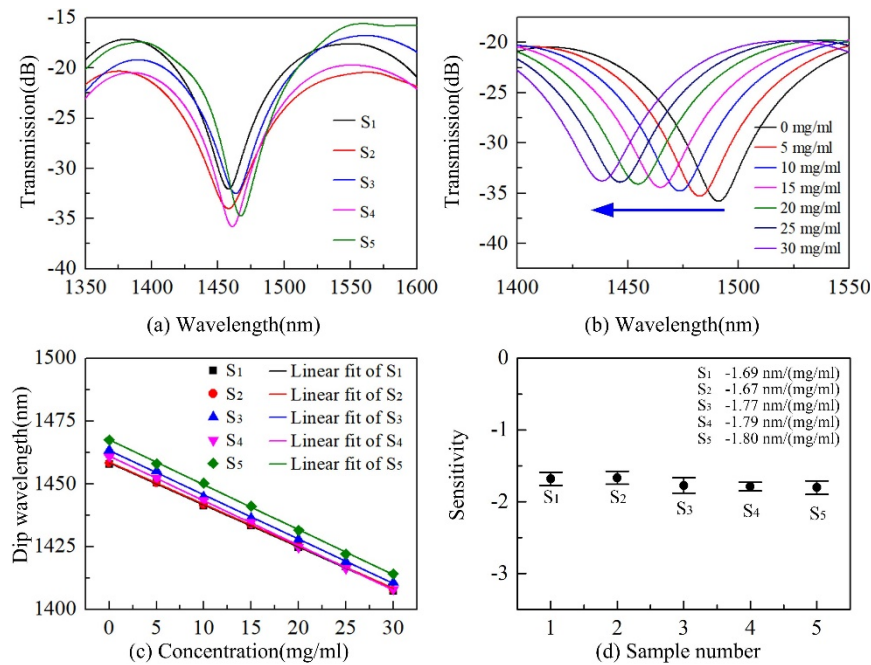 -15
-20
-25
-30
-35
-40
Transmission(dB)
S1
S2
S3
S4
S5
1350 1400 1450 1500 1550 1600
(a) Wavelength(nm)
-20
-25
-30
-35
-40
Transmission(dB)
0 mg/ml
5 mg/ml
10 mg/ml
15 mg/ml
20 mg/ml
25 mg/ml
30 mg/ml
1400 1450 1500 1550
(b) Wavelength(nm)
1500
1475
1450
1425
1400
Dip wavelength(nm)
S1 Linear fit of S1
S2 Linear fit of S2
S3 Linear fit of S3
S4 Linear fit of S4
S5 Linear fit of S5
0 5 10 15 20 25 30
(c) Concentration(mg/ml)
0
-1
-2
-3
Sensitivity
S1 -1.69 nm/(mg/ml)
S2 -1.67 nm/(mg/ml)
S3 -1.77 nm/(mg/ml)
S4 -1.79 nm/(mg/ml)
S5 -1.80 nm/(mg/ml)
S1 S2 S3 S4 S5
1 2 3 4 5
(d) Sample number